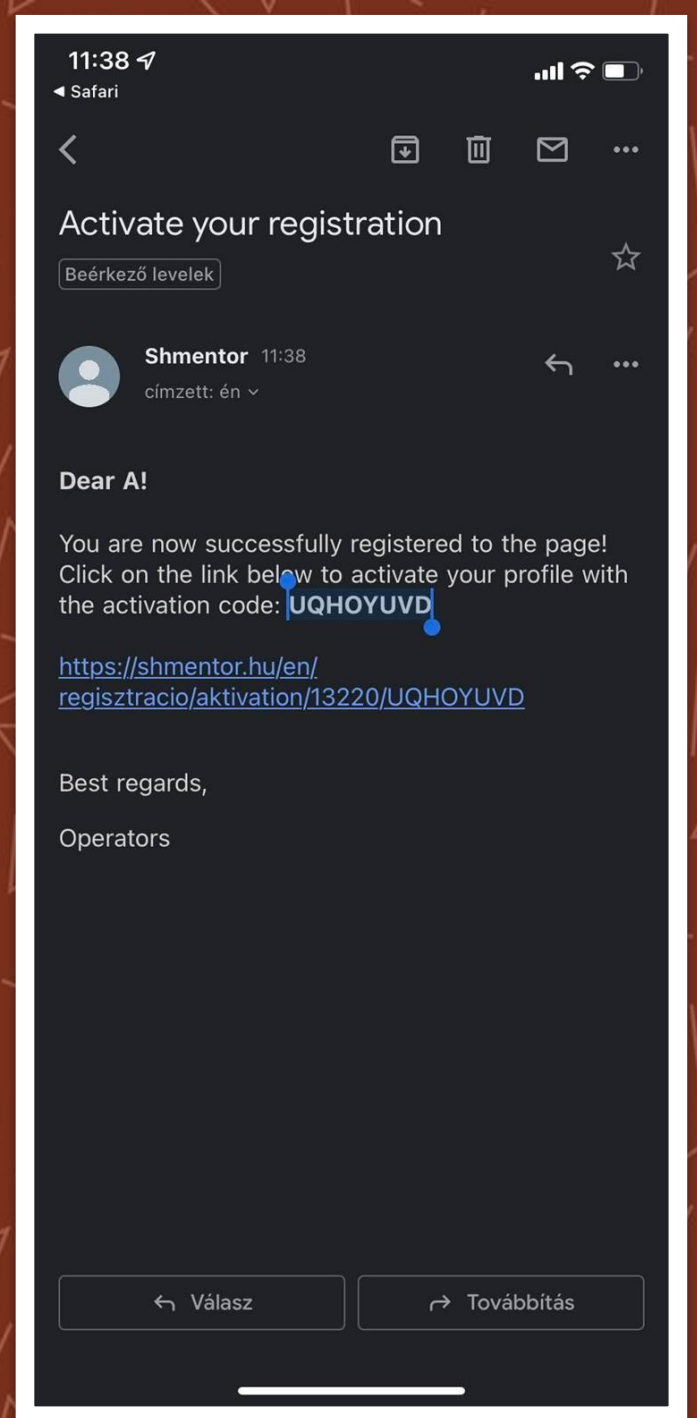 11:38
◀ Safari
Activate your registration
Beérkező levelek
Shmentor 11:38
címzett: én
Dear A!
You are now successfully registered to the page!
Click on the link below to activate your profile with
the activation code: UQHOYUVD
https://shmentor.hu/en/
regisztracio/aktivation/13220/UQHOYUVD
Best regards,
Operators
Válasz
Továbbítás